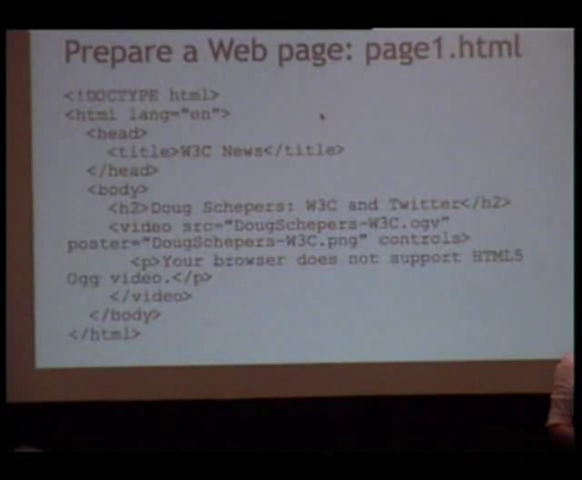 Prepare a Web page: page1.html
<!DOCTYPE html>
<html lang="en">
<head>
<title>W3C News</title>
</head>
<body>
<h2>Doug Schepers: W3C and Twitter</h2>
<video src="DougSchepers-W3C.ogv"
poster="DougSchepers-W3C.png" controls>
<p>Your browser does not support HTML5
Ogg video.</p>
</video>
</body>
</html>